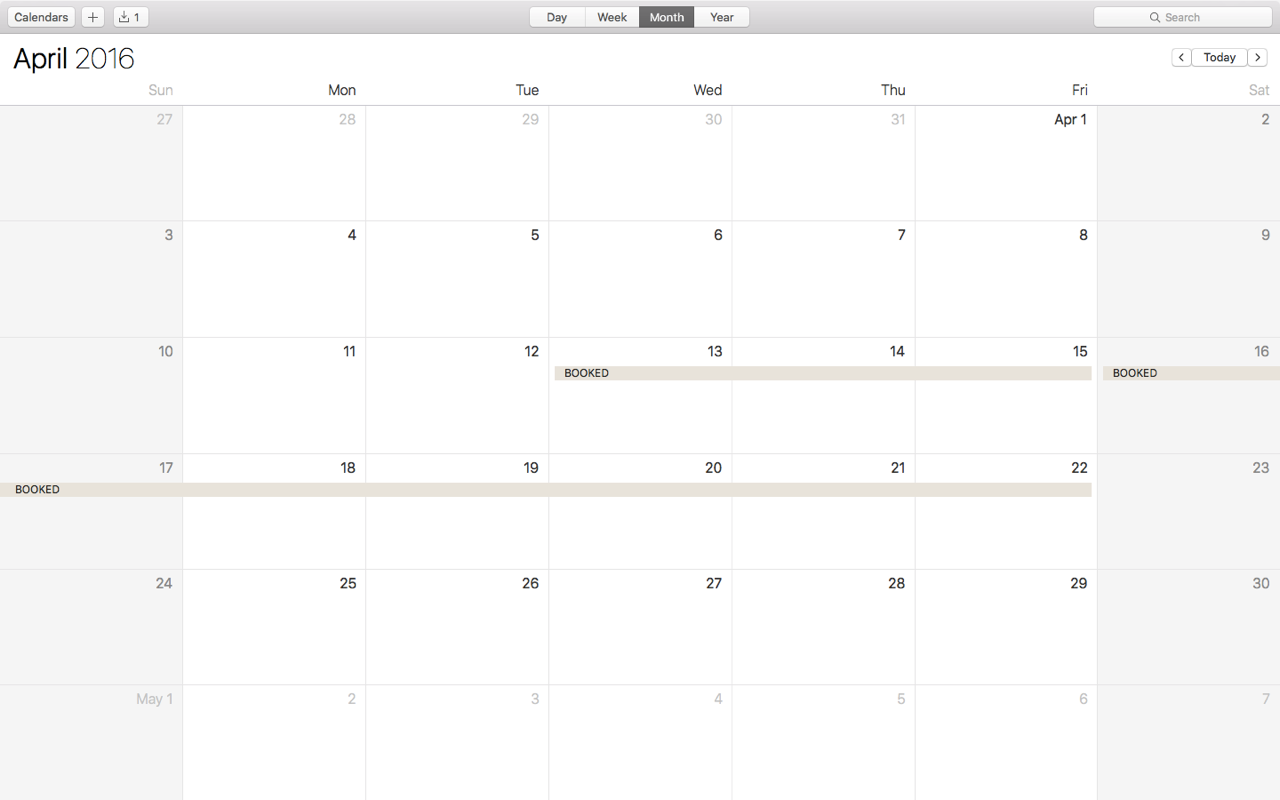 Calendars + 1 Day Week Month Year Search
April 2016 < Today >
Sun Mon Tue Wed Thu Fri Sat
27 28 29 30 31 Apr 1 2
3 4 5 6 7 8 9
10 11 12 13 14 15 16
BOOKED BOOKED
17 18 19 20 21 22 23
BOOKED
24 25 26 27 28 29 30
May 1 2 3 4 5 6 7